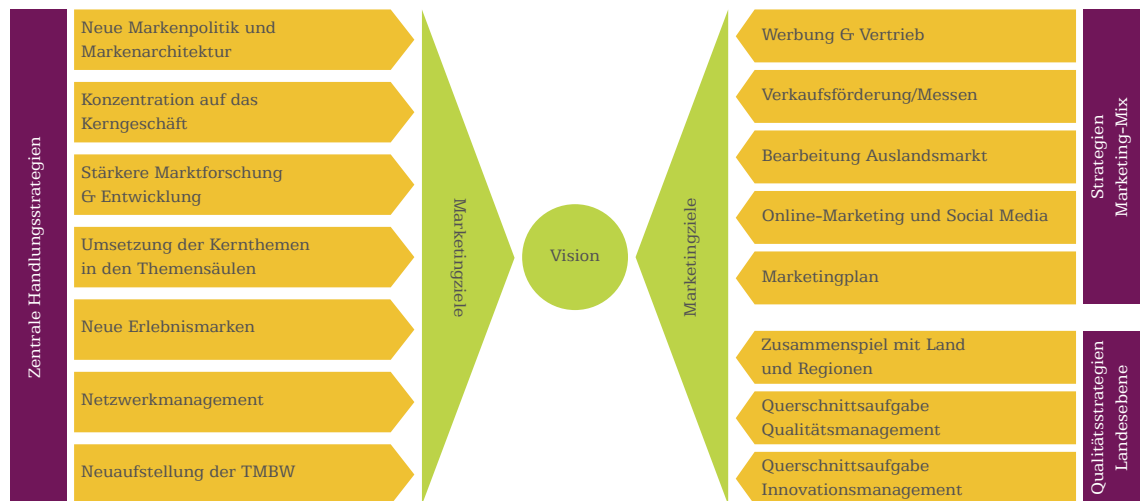 Zentrale Handlungsstrategien
Neue Markenpolitik und
Markenarchitektur
Konzentration auf das
Kerngeschäft
Stärkere Marktforschung
& Entwicklung
Umsetzung der Kernthemen
in den Themensäulen
Neue Erlebnismarken
Netzwerkmanagement
Neuaufstellung der TMBW
Marketingziele
Vision
Marketingziele
Werbung & Vertrieb
Verkaufsförderung/Messen
Bearbeitung Auslandsmarkt
Online-Marketing und Social Media
Marketingplan
Strategien
Marketing-Mix
Zusammenspiel mit Land
und Regionen
Querschnittsaufgabe
Qualitätsmanagement
Querschnittsaufgabe
Innovationsmanagement
Qualitätsstrategien
Landesebene